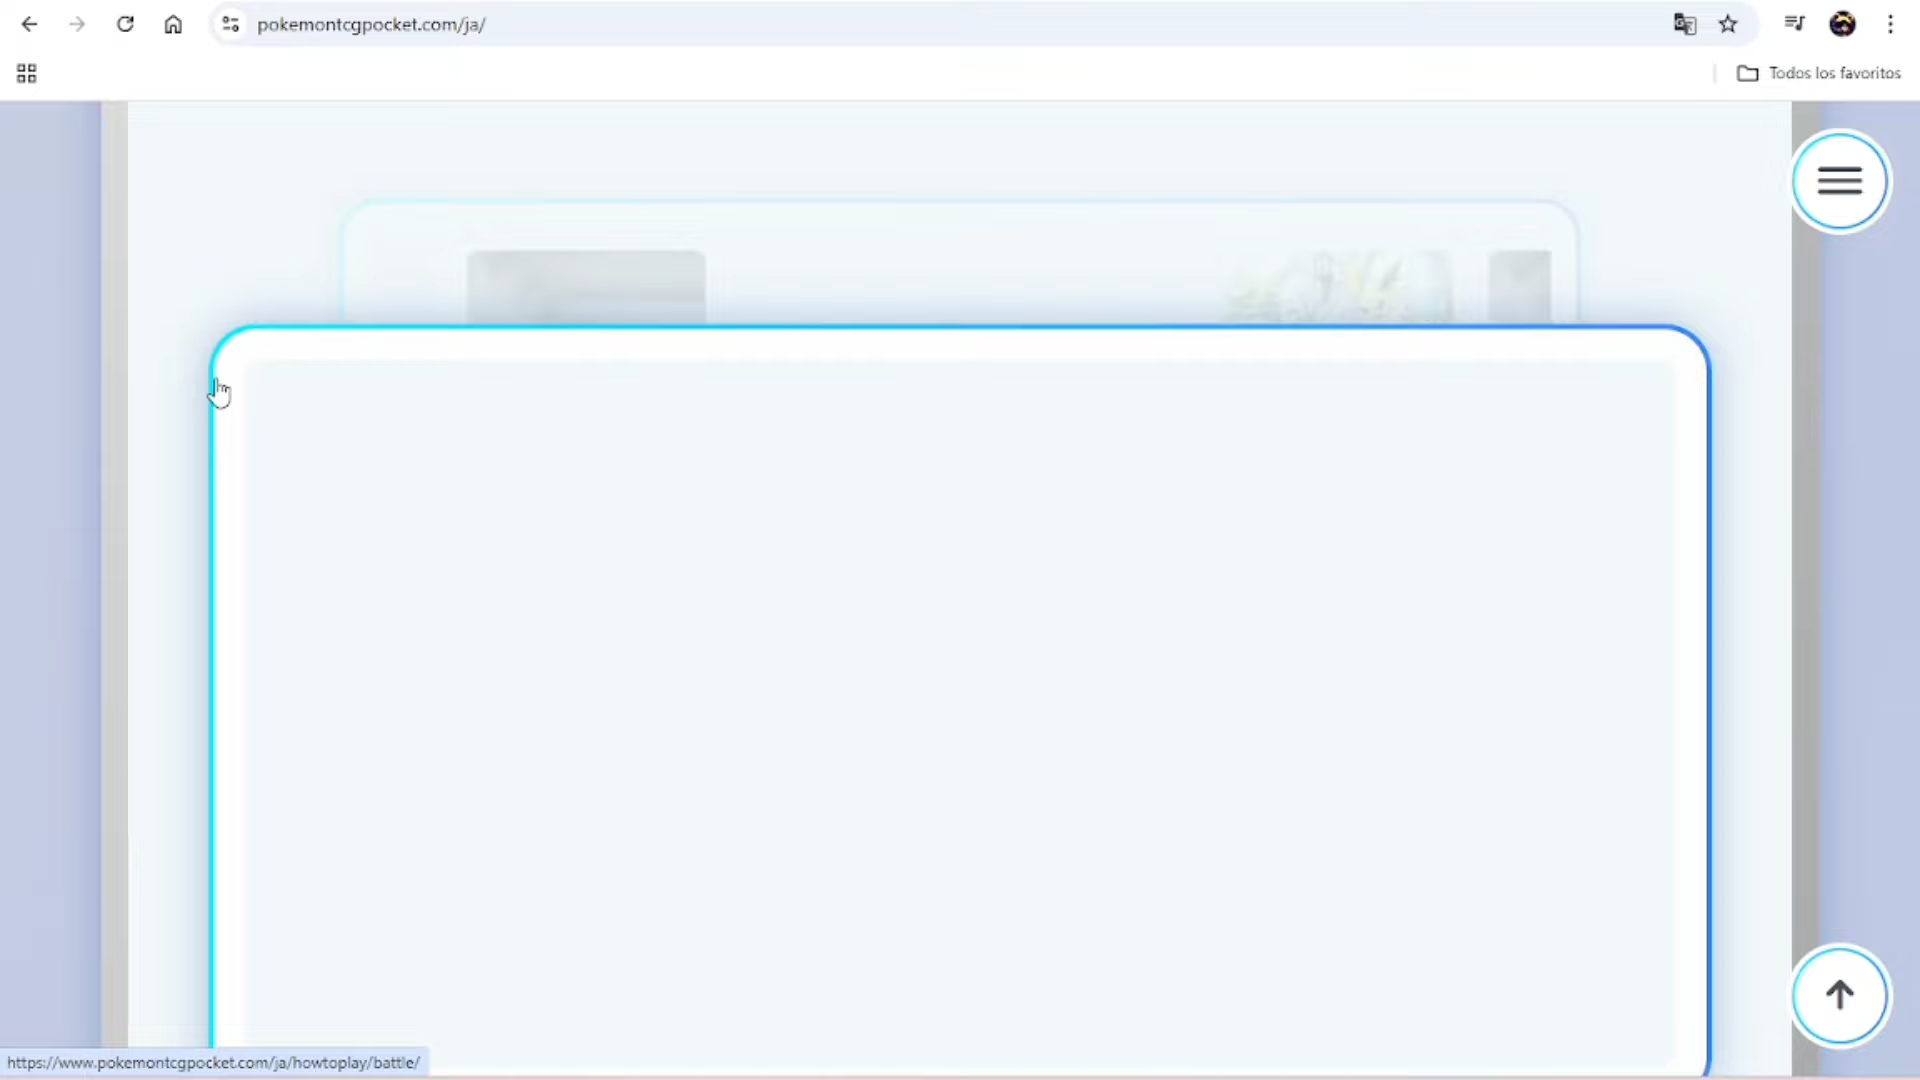 pokemontcgpocket.com/ja/
Todos los favoritos
https://www.pokemontcgpocket.com/ja/howtoplay/battle/